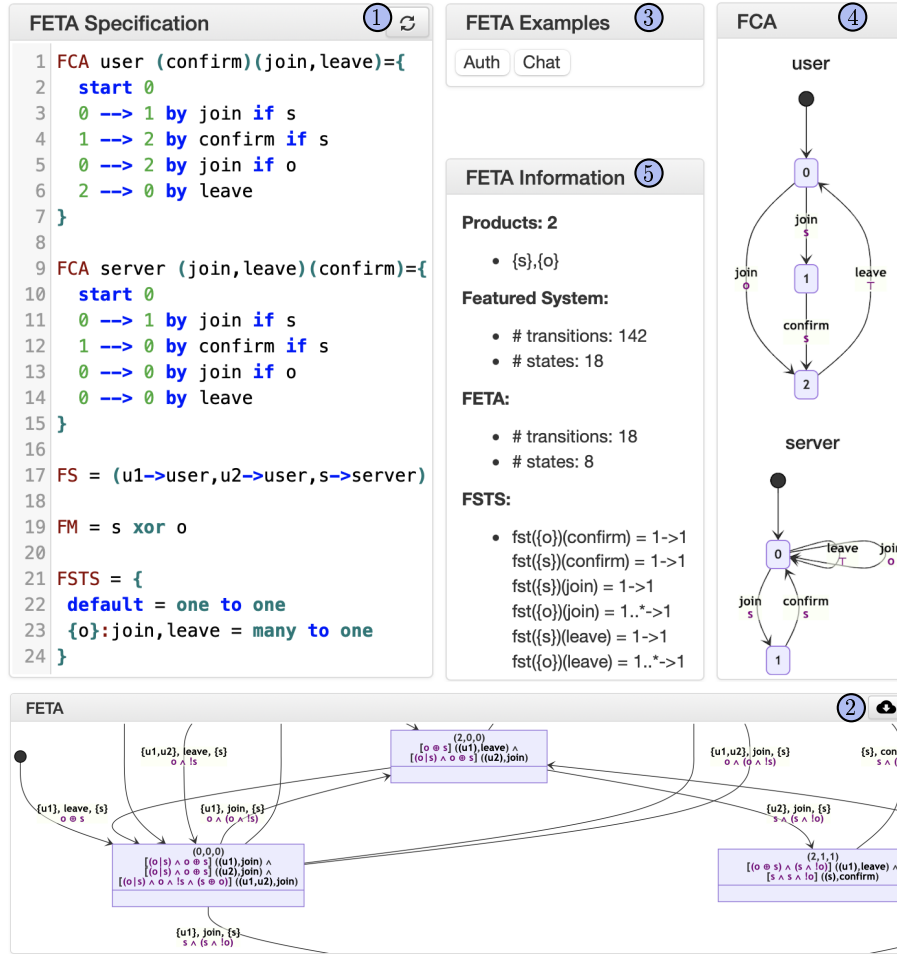 FETA Specification
1
1 FCA user (confirm)(join,leave)={
2 start 0
3 0 --> 1 by join if s
4 1 --> 2 by confirm if s
5 0 --> 2 by join if o
6 2 --> 0 by leave
7 }
8
9 FCA server (join,leave)(confirm)={
10 start 0
11 0 --> 1 by join if s
12 1 --> 0 by confirm if s
13 0 --> 0 by join if o
14 0 --> 0 by leave
15 }
16
17 FS = (u1->user,u2->user,s->server)
18
19 FM = s xor o
20
21 FSTS = {
22 default = one to one
23 {o}:join,leave = many to one
24 }
FETA Examples
3
Auth Chat
FETA Information
5
Products: 2
• {s},{o}
Featured System:
• # transitions: 142
• # states: 18
FETA:
• # transitions: 18
• # states: 8
FSTS:
• fst({o})(confirm) = 1->1
fst({s})(confirm) = 1->1
fst({s})(join) = 1->1
fst({o})(join) = 1..*->1
fst({s})(leave) = 1->1
fst({o})(leave) = 1..*->1
FCA
4
user
0
join
s
join
o
1
leave
⊤
confirm
s
2
server
0
leave
⊤
joi
o
join
s
confirm
s
1
FETA
2
(2,0,0)
[o ⊕ s] ((u1),leave) ∧
[(o|s) ∧ o ⊕ s] ((u2),join)
{u1,u2}, leave, {s}
o ∧ !s
{u1,u2}, join, {s}
o ∧ (o ∧ !s)
{s}, con
s ∧ (
{u1}, leave, {s}
o ⊕ s
{u1}, join, {s}
o ∧ (o ∧ !s)
{u2}, join, {s}
s ∧ (s ∧ !o)
(0,0,0)
[(o|s) ∧ o ⊕ s] ((u1),join) ∧
[(o|s) ∧ o ⊕ s] ((u2),join) ∧
[(o|s) ∧ o ∧ !s ∧ (s ⊕ o)] ((u1,u2),join)
(2,1,1)
[(o ⊕ s) ∧ (s ∧ !o)] ((u1),leave) ∧
[s ∧ s ∧ !o] ((s),confirm)
{u1}, join, {s}
s ∧ (s ∧ !o)